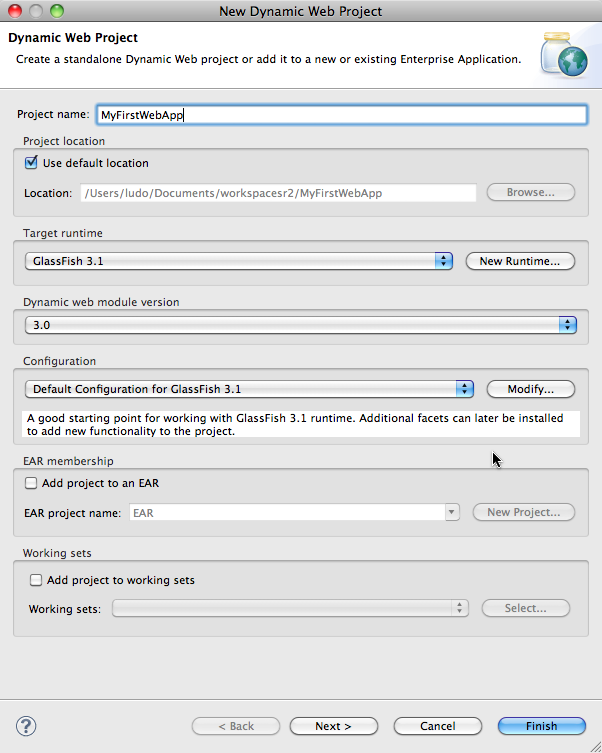 New Dynamic Web Project
Dynamic Web Project
Create a standalone Dynamic Web project or add it to a new or existing Enterprise Application.
Project name: MyFirstWebApp
Project location
Use default location
Location: /Users/ludo/Documents/workspacesr2/MyFirstWebApp Browse...
Target runtime
GlassFish 3.1 New Runtime...
Dynamic web module version
3.0
Configuration
Default Configuration for GlassFish 3.1 Modify...
A good starting point for working with GlassFish 3.1 runtime. Additional facets can later be installed
to add new functionality to the project.
EAR membership
Add project to an EAR
EAR project name: EAR New Project...
Working sets
Add project to working sets
Working sets: Select...
? < Back Next > Cancel Finish